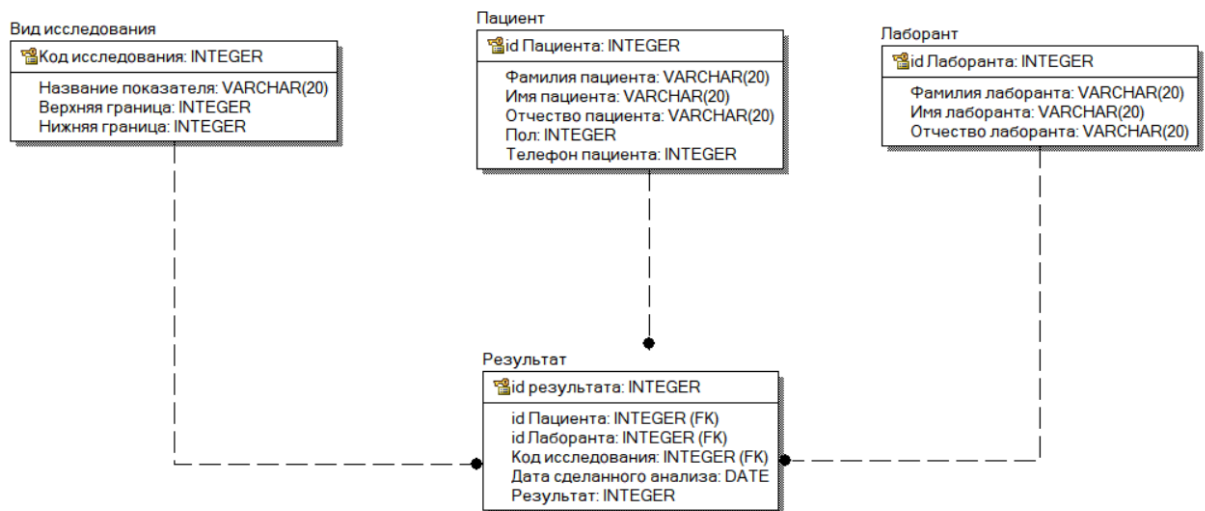 Вид исследования
Код исследования: INTEGER
Название показателя: VARCHAR(20)
Верхняя граница: INTEGER
Нижняя граница: INTEGER
Пациент
id Пациента: INTEGER
Фамилия пациента: VARCHAR(20)
Имя пациента: VARCHAR(20)
Отчество пациента: VARCHAR(20)
Пол: INTEGER
Телефон пациента: INTEGER
Лаборант
id Лаборанта: INTEGER
Фамилия лаборанта: VARCHAR(20)
Имя лаборанта: VARCHAR(20)
Отчество лаборанта: VARCHAR(20)
Результат
id результата: INTEGER
id Пациента: INTEGER (FK)
id Лаборанта: INTEGER (FK)
Код исследования: INTEGER (FK)
Дата сделанного анализа: DATE
Результат: INTEGER